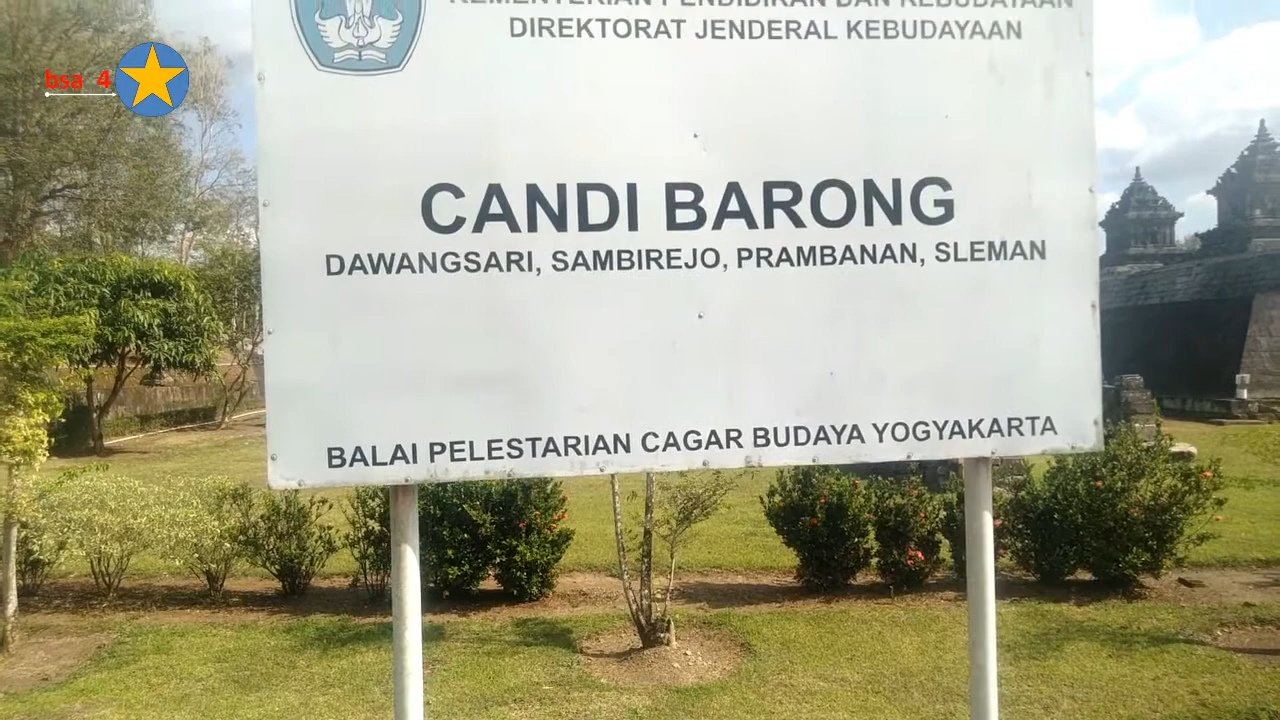 bsa 4
KEMENTERIAN PENDIDIKAN DAN KEBUDAYAAN
DIREKTORAT JENDERAL KEBUDAYAAN
CANDI BARONG
DAWANGSARI, SAMBIREJO, PRAMBANAN, SLEMAN
BALAI PELESTARIAN CAGAR BUDAYA YOGYAKARTA